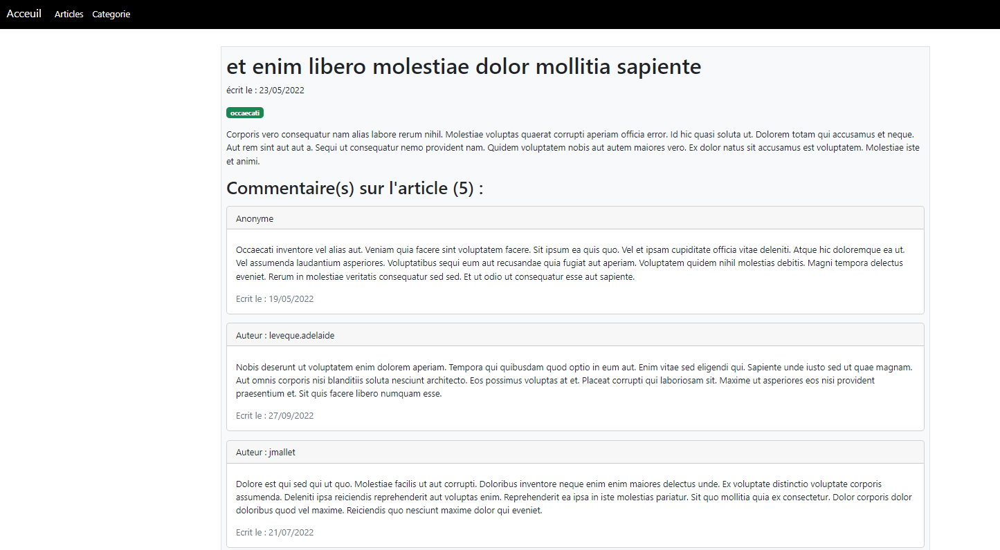 Acceuil Articles Categorie
et enim libero molestiae dolor mollitia sapiente
écrit le : 23/05/2022
occaecati
Corporis vero consequatur nam alias labore rerum nihil. Molestiae voluptas quaerat corrupti aperiam officia error. Id hic quasi soluta ut. Dolorem totam qui accusamus et neque.
Aut rem sint aut aut a. Sequi ut consequatur nemo provident nam. Quidem voluptatem nobis aut autem maiores vero. Ex dolor natus sit accusamus est voluptatem. Molestiae iste
et animi.
Commentaire(s) sur l'article (5) :
Anonyme
Occaecati inventore vel alias aut. Veniam quia facere sint voluptatem facere. Sit ipsum ea quis quo. Vel et ipsam cupiditate officia vitae deleniti. Atque hic doloremque ea ut.
Vel assumenda laudantium asperiores. Voluptatibus sequi eum aut recusandae quia fugiat aut aperiam. Voluptatem quidem nihil molestias debitis. Magni tempora delectus
eveniet. Rerum in molestiae veritatis consequatur sed sed. Et ut odio ut consequatur esse aut sapiente.
Ecrit le : 19/05/2022
Auteur : leveque.adelaide
Nobis deserunt ut voluptatem enim dolorem aperiam. Tempora qui quibusdam quod optio in eum aut. Enim vitae sed eligendi qui. Sapiente unde iusto sed ut quae magnam.
Aut omnis corporis nisi blanditiis soluta nesciunt architecto. Eos possimus voluptas at et. Placeat corrupti qui laboriosam sit. Maxime ut asperiores eos nisi provident
praesentium et. Sit quis facere libero numquam esse.
Ecrit le : 27/09/2022
Auteur : jmallet
Dolore est qui sed qui ut quo. Molestiae facilis ut aut corrupti. Doloribus inventore neque enim enim maiores delectus unde. Ex voluptate distinctio voluptate corporis
assumenda. Deleniti ipsa reiciendis reprehenderit aut voluptas enim. Reprehenderit ea ipsa in iste molestias pariatur. Sit quo mollitia quia ex consectetur. Dolor corporis dolor
doloribus quod vel maxime. Reiciendis quo nesciunt maxime dolor qui eveniet.
Ecrit le : 21/07/2022